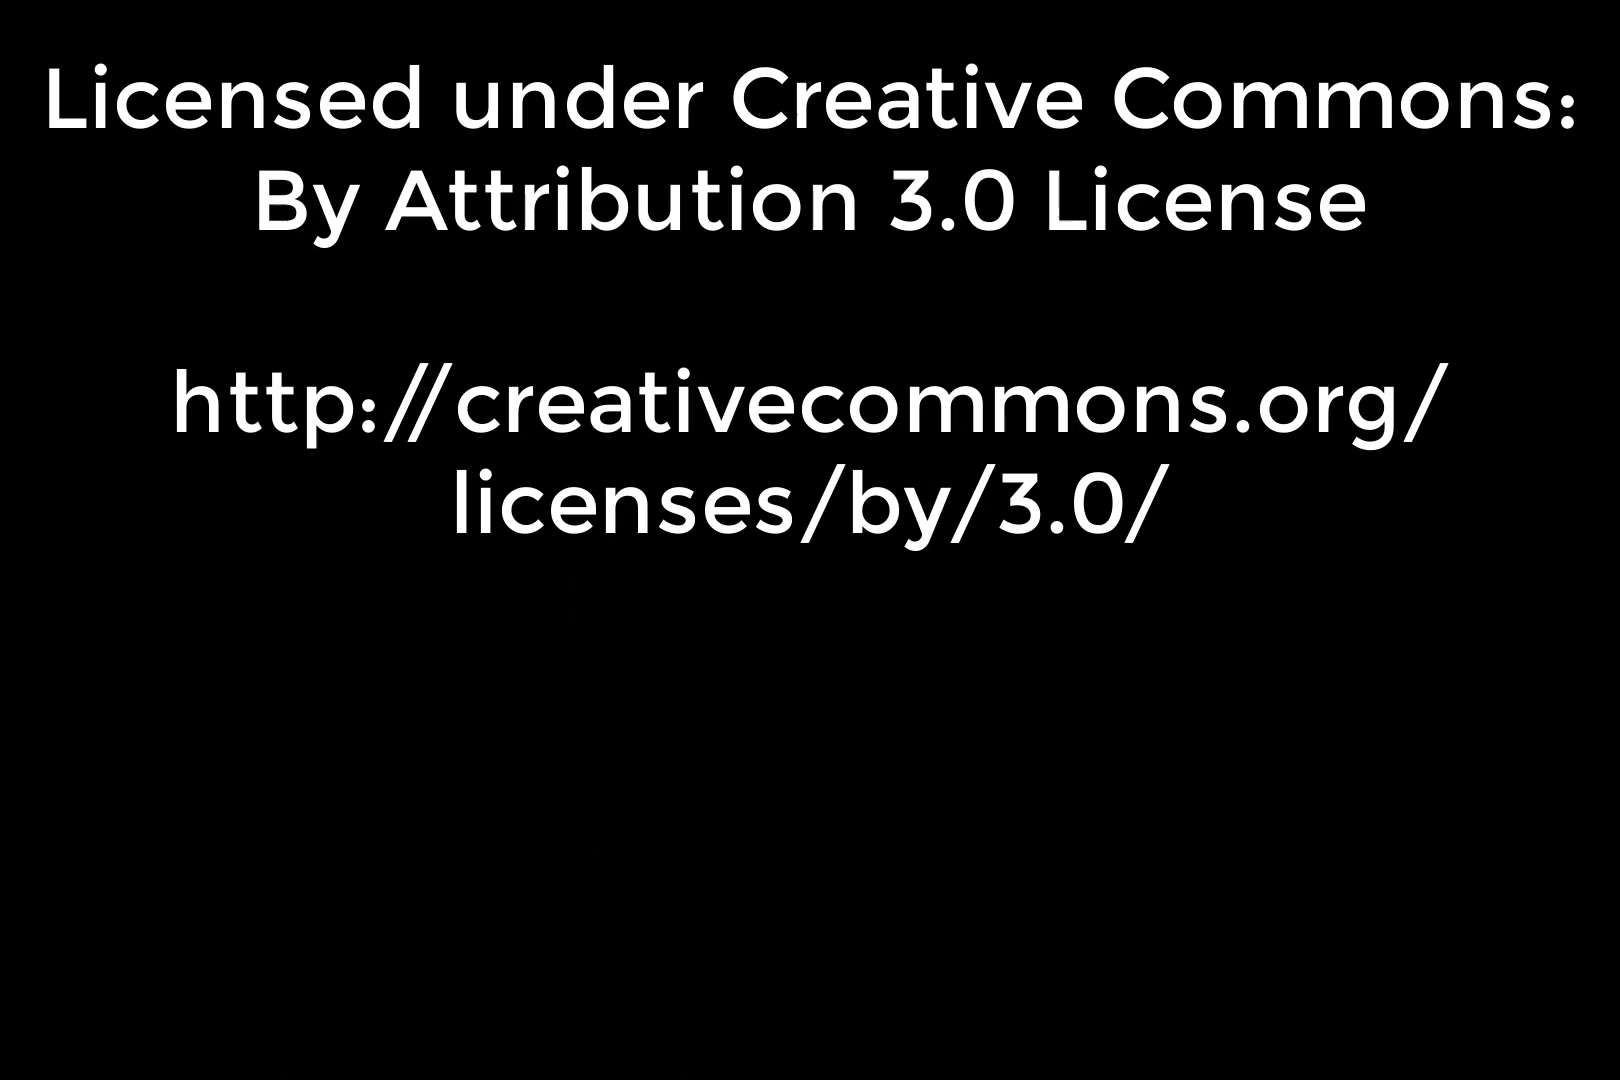 Licensed under Creative Commons:
By Attribution 3.0 License
http://creativecommons.org/
licenses/by/3.0/